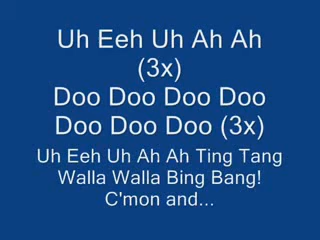 Uh Eeh Uh Ah Ah
(3x)
Doo Doo Doo Doo
Doo Doo Doo (3x)
Uh Eeh Uh Ah Ah Ting Tang
Walla Walla Bing Bang!
C'mon and...